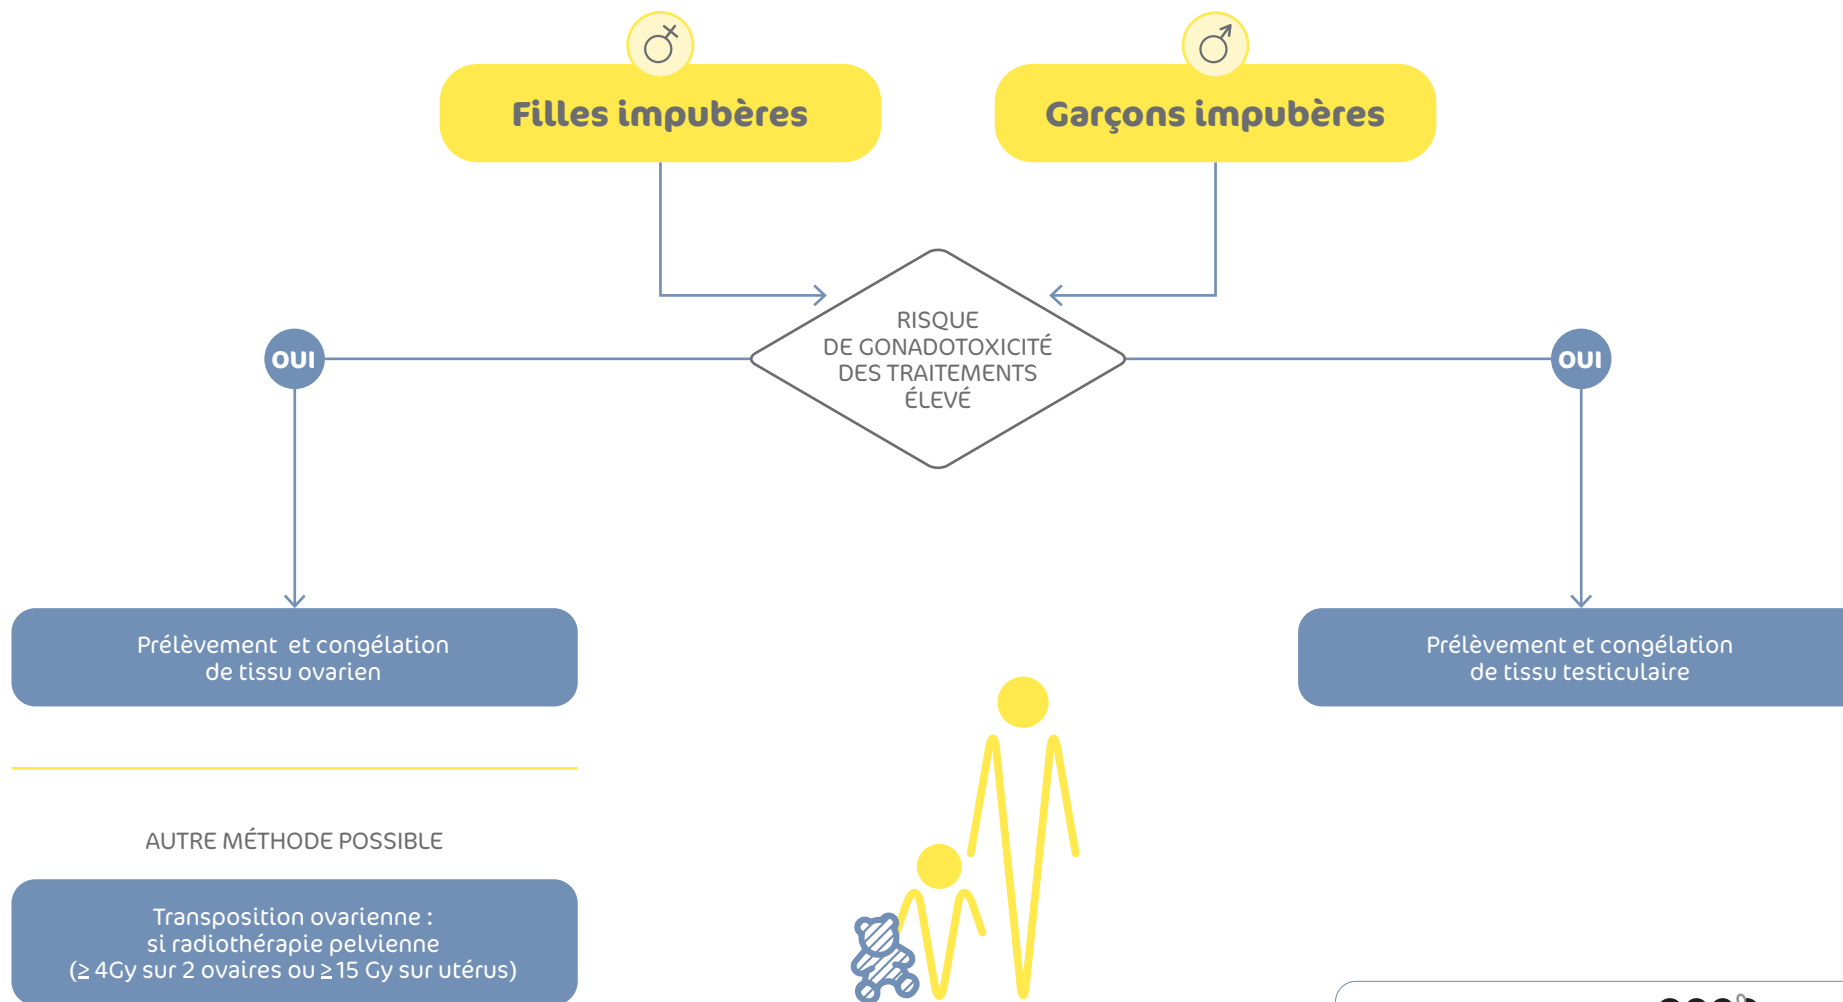 Filles impubères
Garçons impubères
RISQUE
DE GONADOTOXICITÉ
DES TRAITEMENTS
ÉLEVÉ
OUI
OUI
Prélèvement et congélation
de tissu ovarien
Prélèvement et congélation
de tissu testiculaire
AUTRE MÉTHODE POSSIBLE
Transposition ovarienne :
si radiothérapie pelvienne
(≥ 4Gy sur 2 ovaires ou ≥ 15 Gy sur utérus)